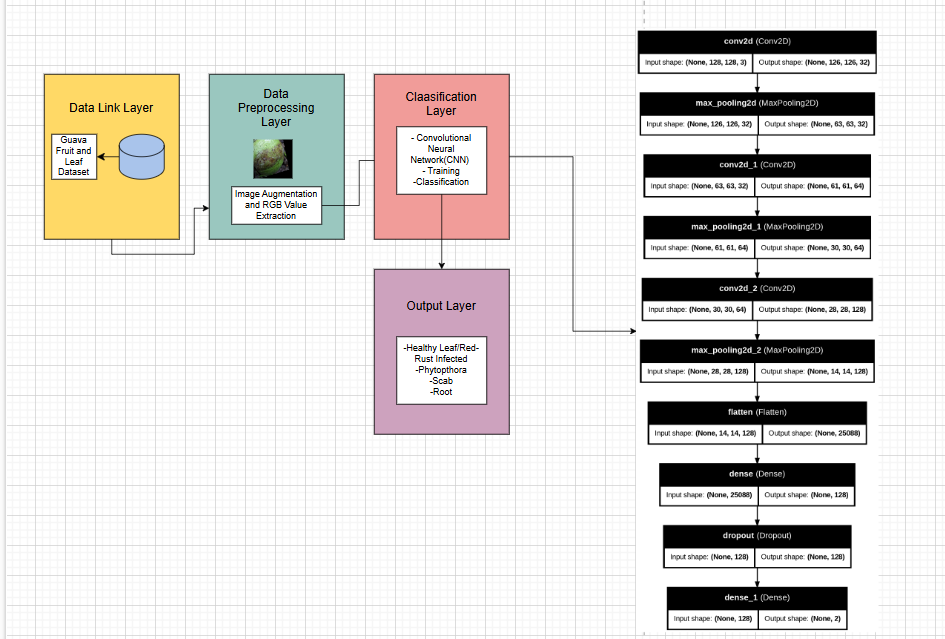 Data Link Layer
Guava
Fruit and
Leaf
Dataset
Data
Preprocessing
Layer
Image Augmentation
and RGB Value
Extraction
Claasification
Layer
- Convolutional
Neural
Network(CNN)
- Training
-Classification
Output Layer
-Healthy Leaf/Red-
Rust Infected
-Phytopthora
-Scab
-Root
conv2d (Conv2D)
Input shape: (None, 128, 128, 3) Output shape: (None, 126, 126, 32)
max_pooling2d (MaxPooling2D)
Input shape: (None, 126, 126, 32) Output shape: (None, 63, 63, 32)
conv2d_1 (Conv2D)
Input shape: (None, 63, 63, 32) Output shape: (None, 61, 61, 64)
max_pooling2d_1 (MaxPooling2D)
Input shape: (None, 61, 61, 64) Output shape: (None, 30, 30, 64)
conv2d_2 (Conv2D)
Input shape: (None, 30, 30, 64) Output shape: (None, 28, 28, 128)
max_pooling2d_2 (MaxPooling2D)
Input shape: (None, 28, 28, 128) Output shape: (None, 14, 14, 128)
flatten (Flatten)
Input shape: (None, 14, 14, 128) Output shape: (None, 25088)
dense (Dense)
Input shape: (None, 25088) Output shape: (None, 128)
dropout (Dropout)
Input shape: (None, 128) Output shape: (None, 128)
dense_1 (Dense)
Input shape: (None, 128) Output shape: (None, 2)